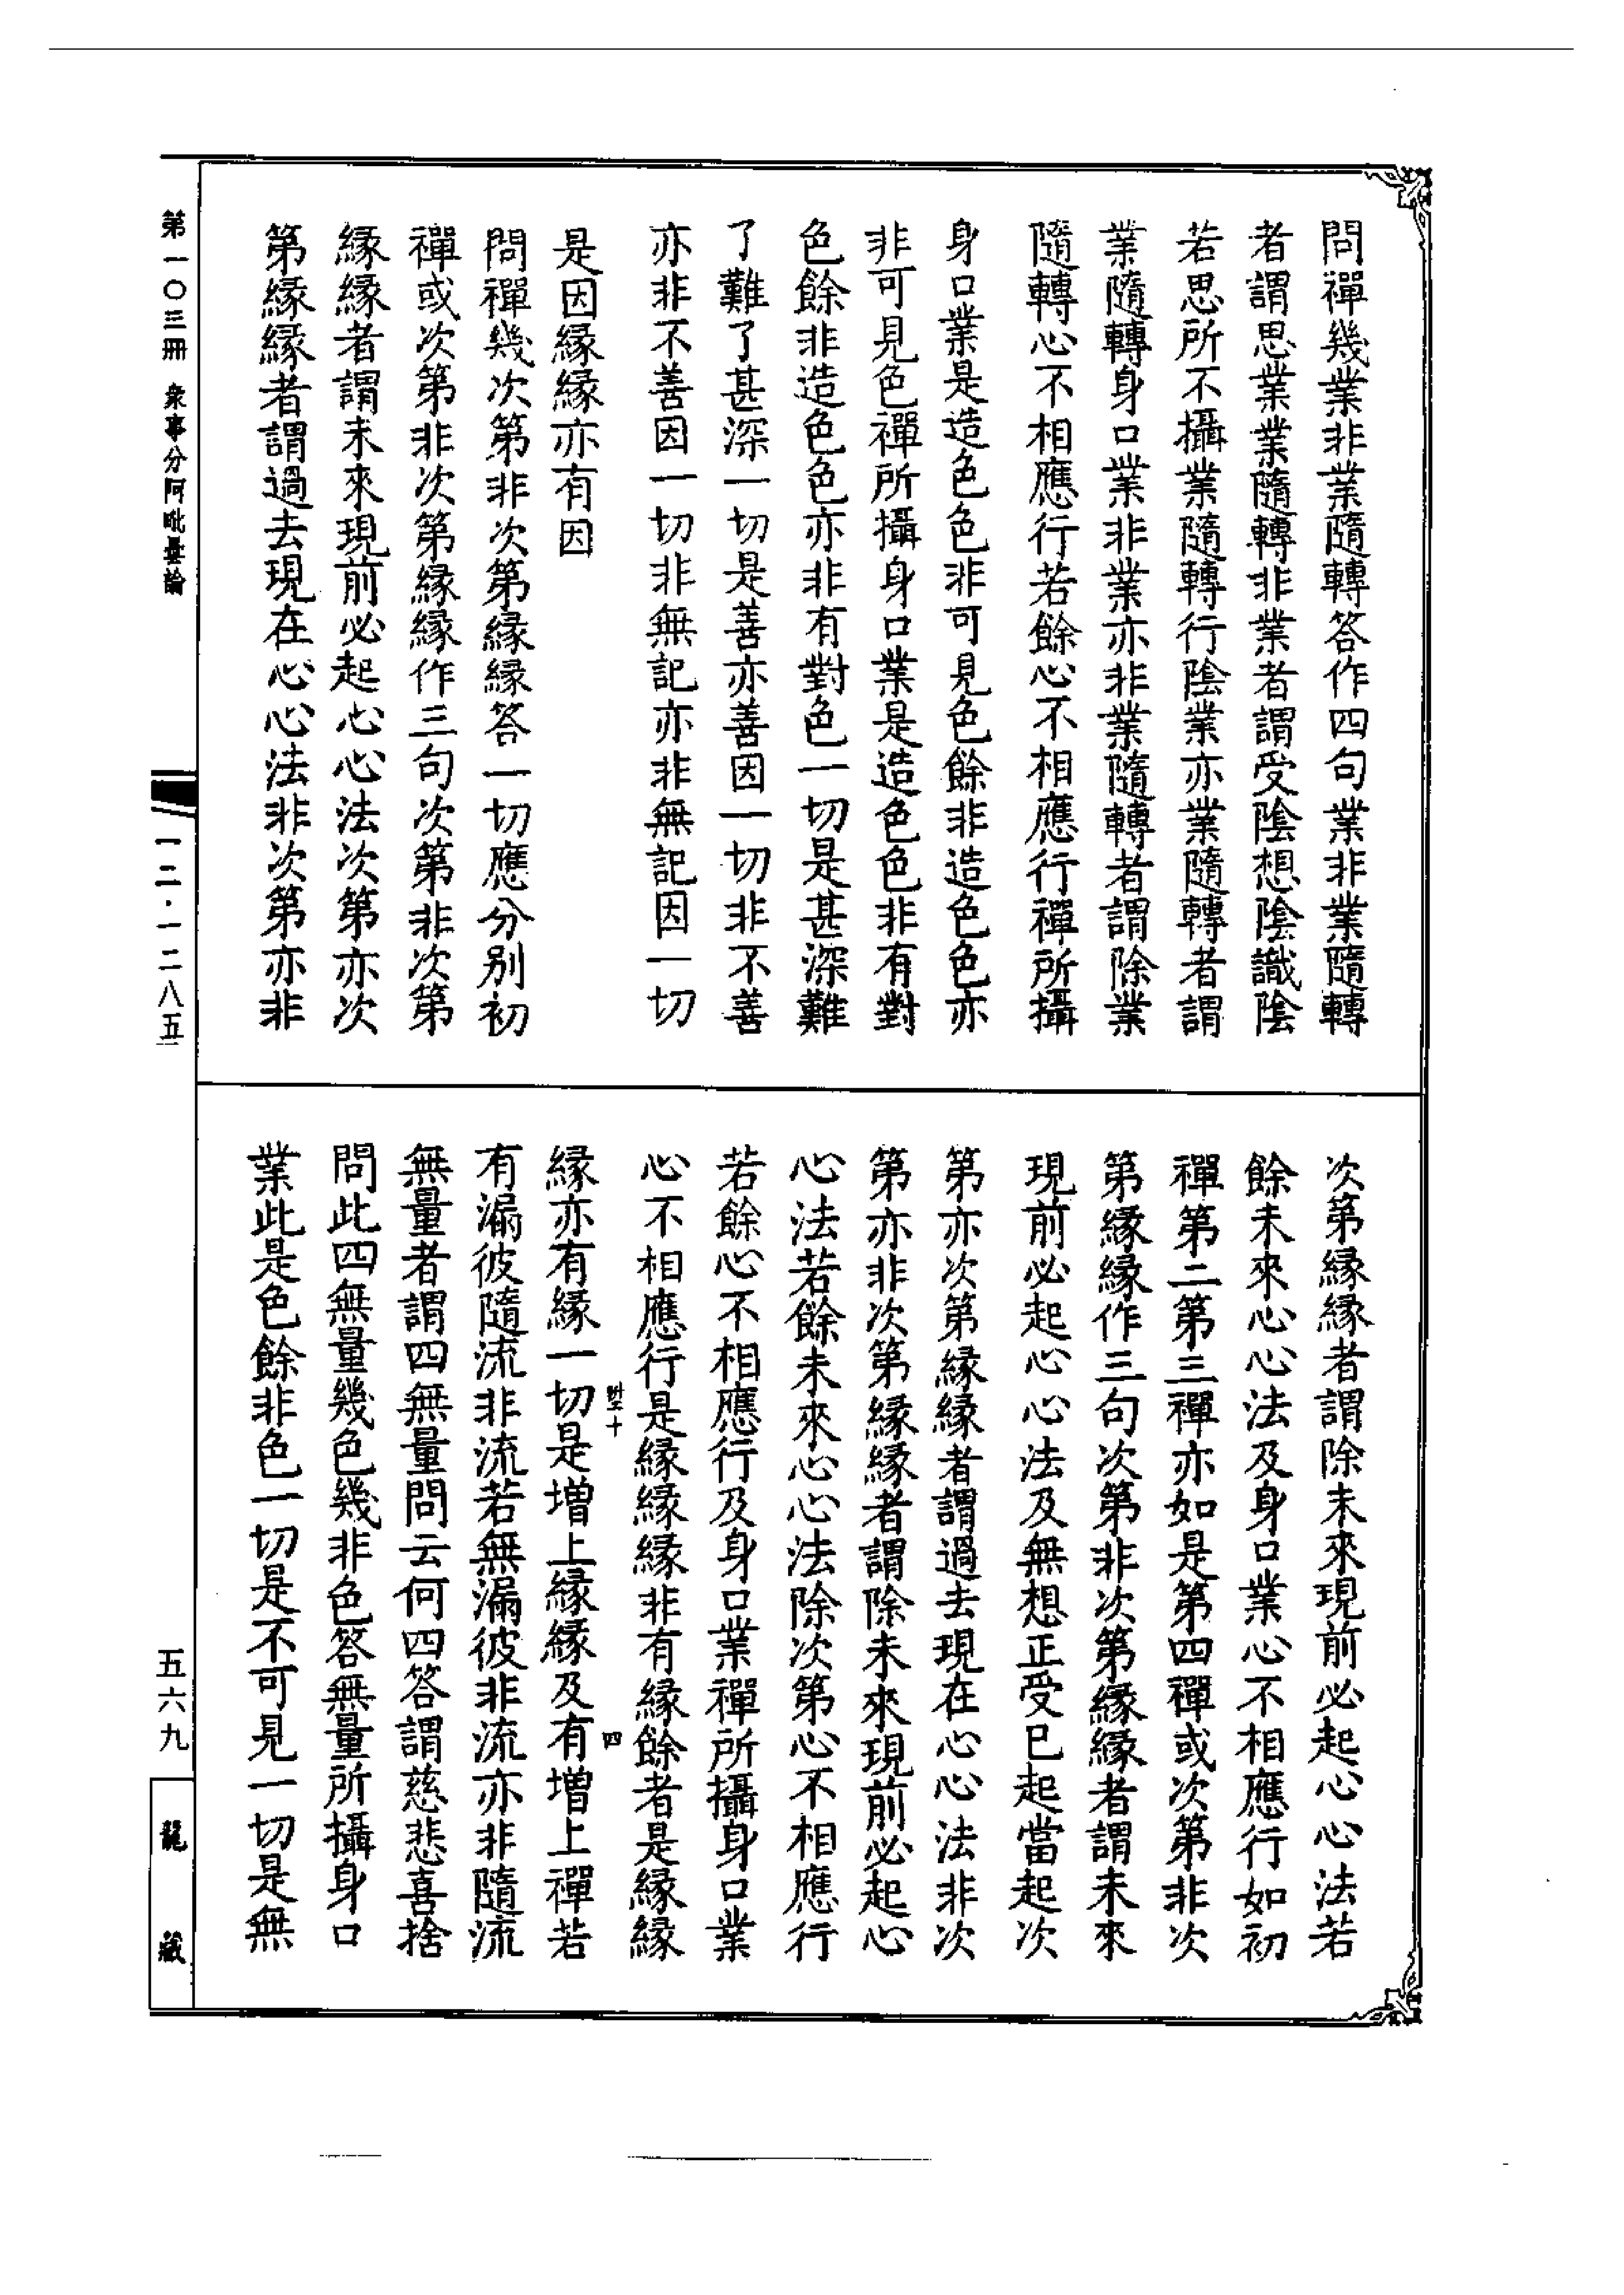 問禪幾業非業隨轉答作四句業非業隨轉
者謂思業業隨轉非業者謂受陰想陰識陰
若思所不攝業隨轉行陰業亦業隨轉者謂
業隨轉身口業非業亦非業隨轉者謂除業
隨轉心不相應行若餘心不相應行禪所攝
身口業是造色色非可見色餘非造色色亦
非可見色禪所攝身口業是造色色非有對
色餘非造色色亦非有對色一切是甚深難
了難了甚深一切是善亦善因一切非不善
亦非不善因一切非無記亦非無記因一切
是因緣緣亦有因
問禪幾次第非次第緣緣答一切應分別初
禪或次第非次第緣緣作三句次第非次第
緣緣者謂未來現前必起心心法次第亦次
第緣緣者謂過去現在心心法非次第亦非
次第緣緣者謂除未來現前必起心心法若
餘未來心心法及身口業心不相應行如初
禪第二第三禪亦如是第四禪或次第非次
第緣緣作三句次第非次第緣緣者謂未來
現前必起心心法及無想正受已起當起次
第亦次第緣緣者謂過去現在心心法非次
第亦非次第緣緣者謂除未來現前必起心
心法若餘未來心心法除次第心不相應行
若餘心不相應行及身口業禪所攝身口業
心不相應行是緣緣緣非有緣餘者是緣緣
緣亦有緣一切是增上緣緣及有增上禪若
有漏彼隨流非流若無漏彼非流亦非隨流
無量者謂四無量問云何四答謂慈悲喜捨
問此四無量幾色幾非色答無量所攝身口
業此是色餘非色一切是不可見一切是無
十
四
第一〇三冊 衆事分阿毗曇論
一二·一二八五
五六九
龍藏